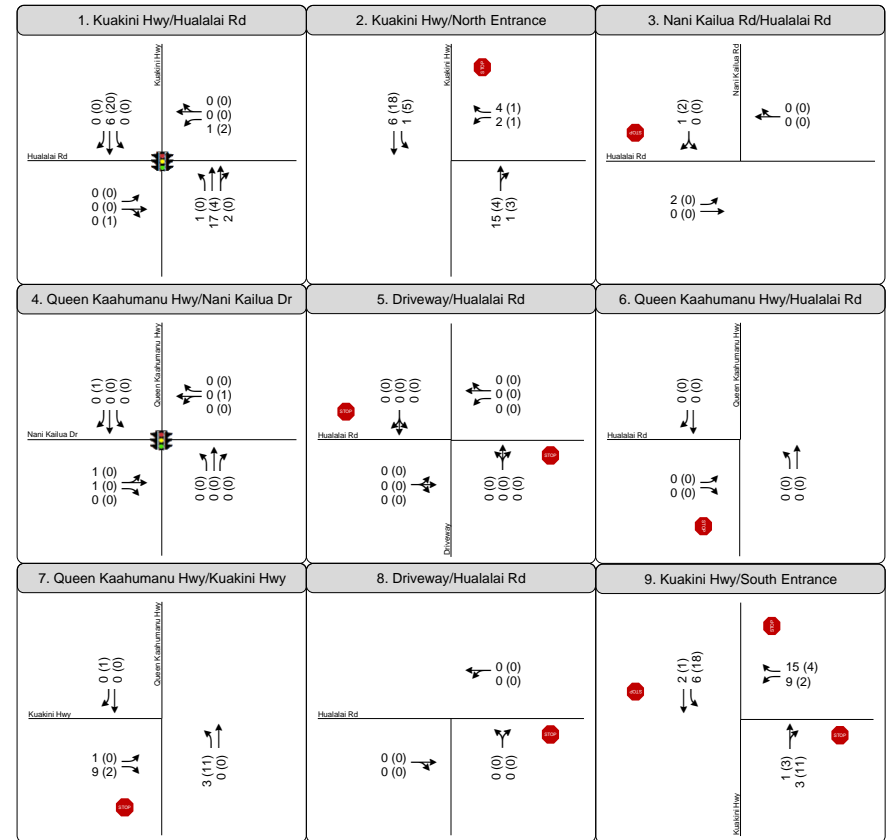 1. Kuakini Hwy/Hualalai Rd
Kuakini Hwy
0 (0)
6 (20)
0 (0)
0 (0)
0 (0)
1 (2)
Hualalai Rd
0 (0)
0 (0)
0 (1)
1 (0)
17 (4)
2 (0)
2. Kuakini Hwy/North Entrance
Kuakini Hwy
STOP
6 (18)
1 (5)
4 (1)
2 (1)
15 (4)
1 (3)
3. Nani Kailua Rd/Hualalai Rd
Nani Kailua Rd
STOP
1 (2)
0 (0)
0 (0)
0 (0)
Hualalai Rd
2 (0)
0 (0)
4. Queen Kaahumanu Hwy/Nani Kailua Dr
Queen Kaahumanu Hwy
0 (1)
0 (0)
0 (0)
0 (0)
0 (1)
0 (0)
Nani Kailua Dr
1 (0)
1 (0)
0 (0)
0 (0)
0 (0)
0 (0)
5. Driveway/Hualalai Rd
STOP
0 (0)
0 (0)
0 (0)
0 (0)
0 (0)
0 (0)
Hualalai Rd
0 (0)
0 (0)
0 (0)
0 (0)
0 (0)
0 (0)
STOP
Driveway
6. Queen Kaahumanu Hwy/Hualalai Rd
Queen Kaahumanu Hwy
0 (0)
0 (0)
Hualalai Rd
0 (0)
0 (0)
STOP
0 (0)
0 (0)
7. Queen Kaahumanu Hwy/Kuakini Hwy
Queen Kaahumanu Hwy
0 (1)
0 (0)
Kuakini Hwy
1 (0)
9 (2)
STOP
3 (11)
0 (0)
8. Driveway/Hualalai Rd
0 (0)
0 (0)
Hualalai Rd
0 (0)
0 (0)
0 (0)
0 (0)
STOP
9. Kuakini Hwy/South Entrance
STOP
STOP
2 (1)
6 (18)
15 (4)
9 (2)
1 (3)
3 (11)
STOP
Kuakini Hwy